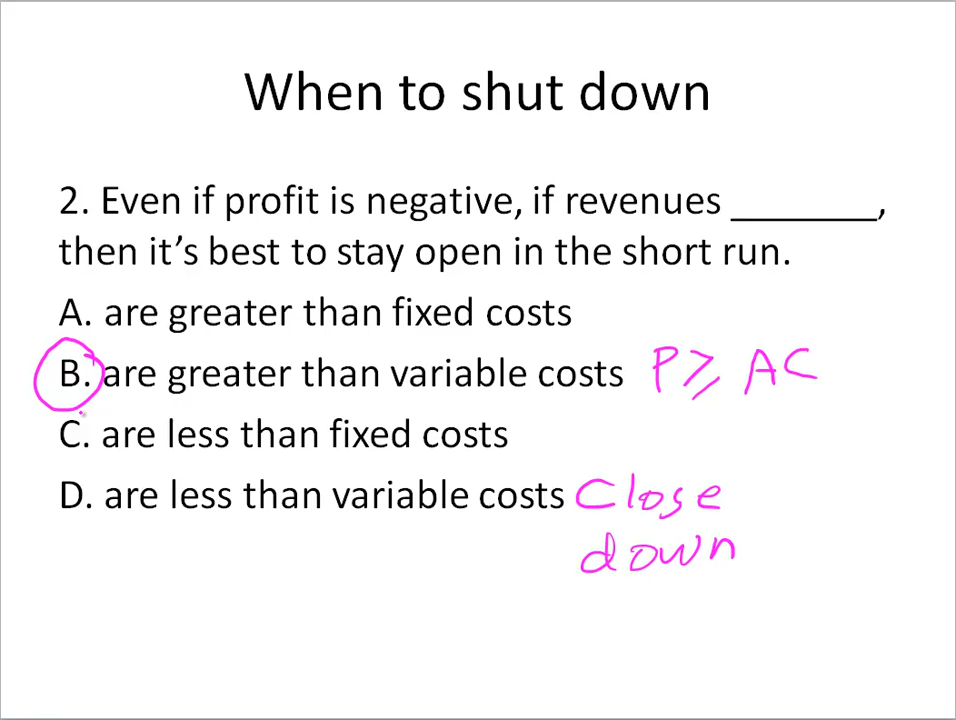 When to shut down
2. Even if profit is negative, if revenues _______,
then it’s best to stay open in the short run.
A. are greater than fixed costs
B. are greater than variable costs P ⩾ AC
C. are less than fixed costs
D. are less than variable costs Close
down